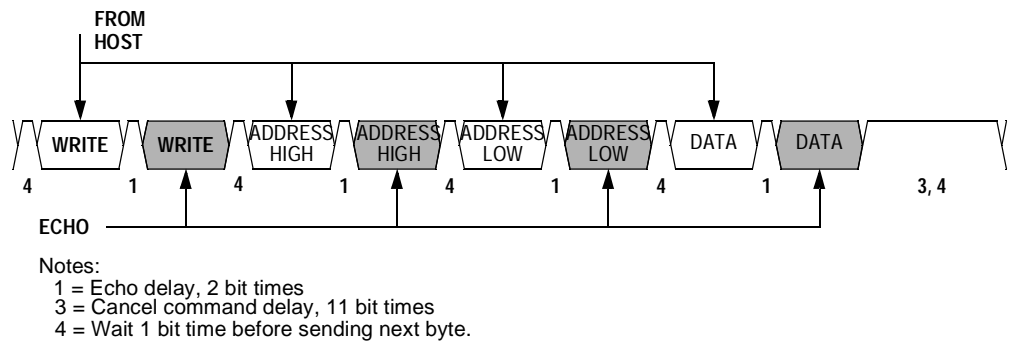 FROM
HOST
WRITE WRITE ADDRESS HIGH ADDRESS HIGH ADDRESS LOW ADDRESS LOW DATA DATA
4 1 4 1 4 1 4 1 3, 4
ECHO
Notes:
1 = Echo delay, 2 bit times
3 = Cancel command delay, 11 bit times
4 = Wait 1 bit time before sending next byte.